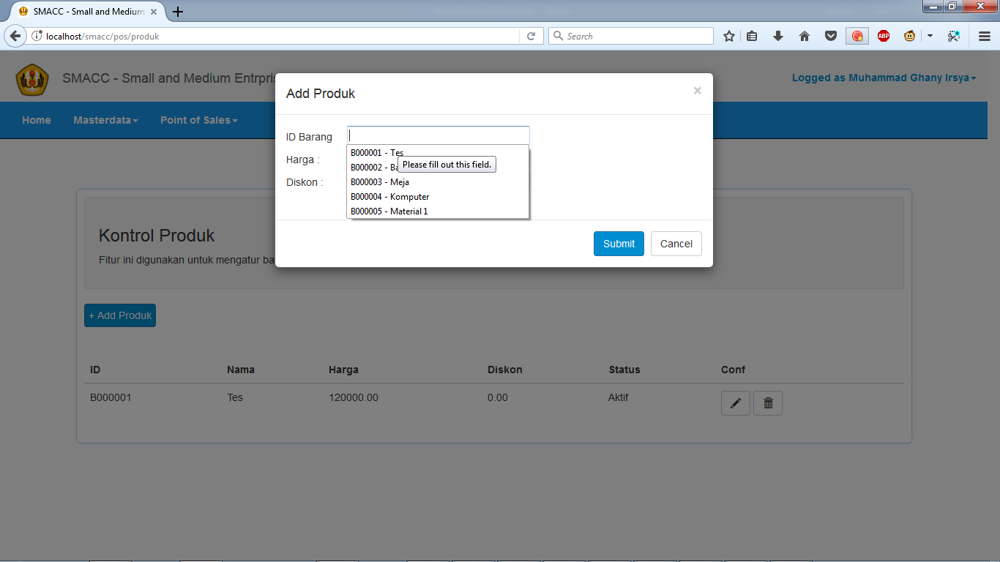 SMACC - Small and Medium
localhost/smacc/pos/produk
Search
ABP
SMACC - Small and Medium Entrpris
Logged as Muhammad Ghany Irsya
Home
Masterdata
Point of Sales
Add Produk
×
ID Barang
Harga :
Diskon :
B000001 - Tes
B000002 - Ba
B000003 - Meja
B000004 - Komputer
B000005 - Material 1
Please fill out this field.
Submit
Cancel
Kontrol Produk
Fitur ini digunakan untuk mengatur ba
+ Add Produk
ID Nama Harga Diskon Status Conf
B000001 Tes 120000.00 0.00 Aktif